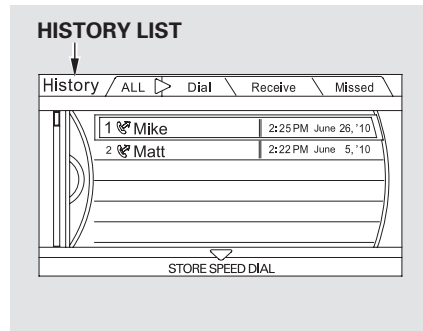 HISTORY LIST
History ALL Dial Receive Missed
1 Mike 2:25 PM June 26, '10
2 Matt 2:22 PM June 5, '10
STORE SPEED DIAL